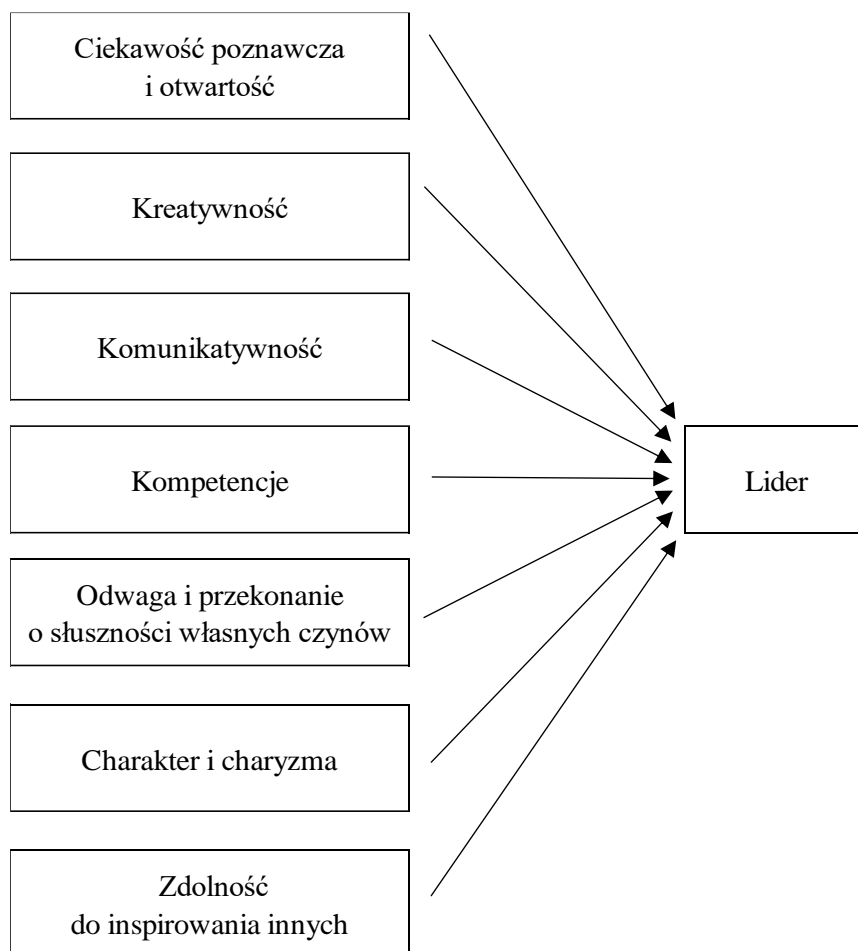 Ciekawość poznawcza
i otwartość
Kreatywność
Komunikatywność
Kompetencje
Lider
Odwaga i przekonanie
o słuszności własnych czynów
Charakter i charyzma
Zdolność
do inspirowania innych